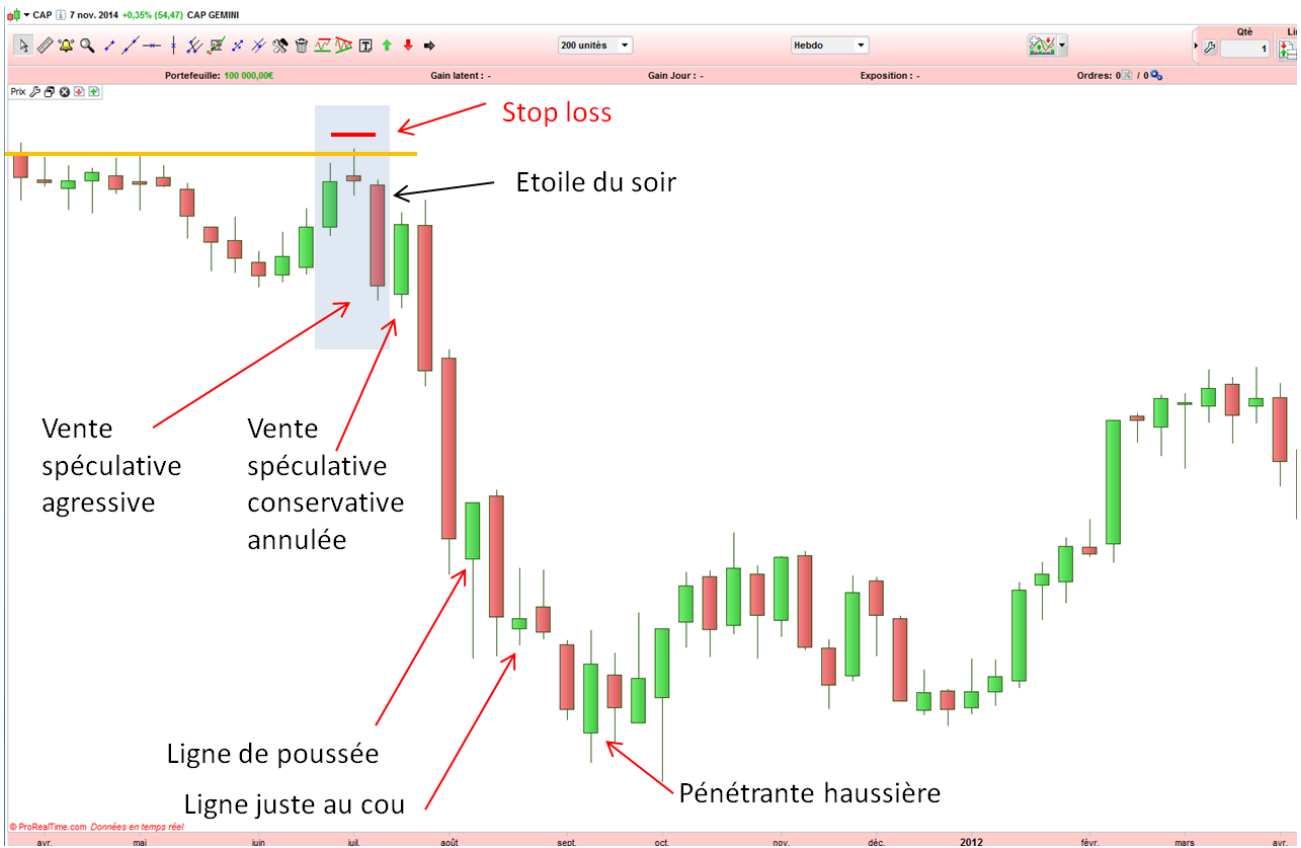 CAP 7 nov. 2014 +0,35% (54,47) CAP GEMINI
200 unités Hebdo Qté
1
Portefeuille: 100 000,00€ Gain latent : - Gain Jour : - Exposition : - Ordres: 0 / 0
Prix
Stop loss
Etoile du soir
Vente
spéculative
agressive
Vente
spéculative
conservative
annulée
Ligne de poussée
Ligne juste au cou
Pénétrante haussière
© ProRealTime.com Données en temps réel
avr. mai juin juil. août sept. oct. nov. déc. 2012 févr. mars avr.